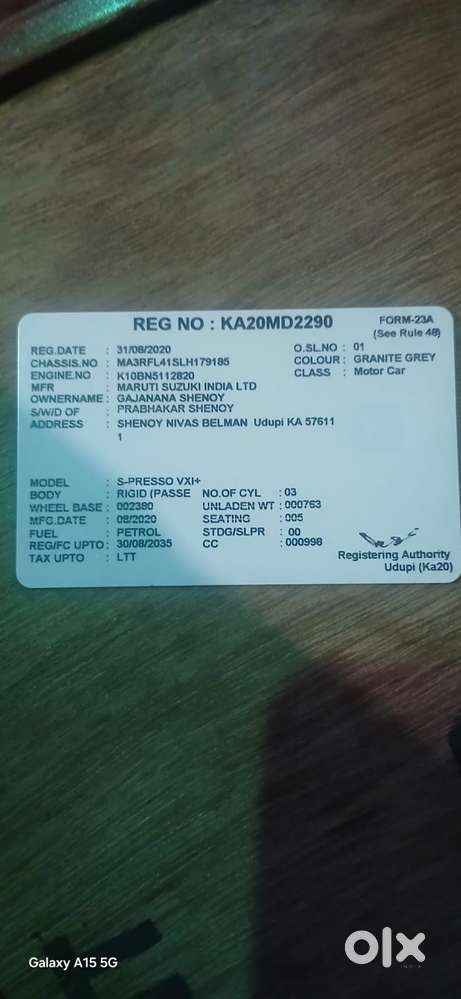 REG NO : KA20MD2290
FORM-23A
(See Rule 48)
REG.DATE : 31/08/2020 O.SL.NO : 01
CHASSIS.NO : MA3RFL41SLH179185 COLOUR : GRANITE GREY
ENGINE.NO : K10BN5112820 CLASS : Motor Car
MFR : MARUTI SUZUKI INDIA LTD
OWNERNAME : GAJANANA SHENOY
S/W/D OF : PRABHAKAR SHENOY
ADDRESS : SHENOY NIVAS BELMAN Udupi KA 57611
1
MODEL : S-PRESSO VXI+
BODY : RIGID (PASSE NO.OF CYL : 03
WHEEL BASE : 002380 UNLADEN WT : 000763
MFG.DATE : 08/2020 SEATING : 005
FUEL : PETROL STDG/SLPR : 00
REG/FC UPTO : 30/08/2035 CC : 000998
TAX UPTO : LTT
Registering Authority
Udupi (Ka20)
Galaxy A15 5G
olx
INDIA